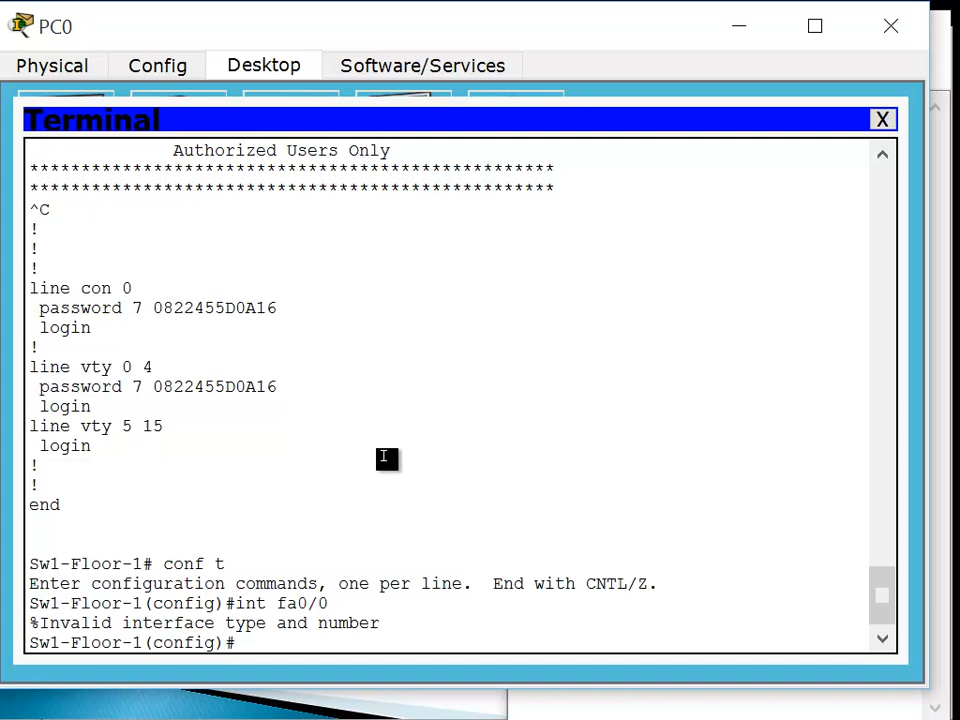 PC0
Physical Config Desktop Software/Services
Terminal X
Authorized Users Only
***************************************************
***************************************************
^C
!
!
!
line con 0
password 7 0822455D0A16
login
!
line vty 0 4
password 7 0822455D0A16
login
line vty 5 15
login
!
!
end
Sw1-Floor-1# conf t
Enter configuration commands, one per line. End with CNTL/Z.
Sw1-Floor-1(config)#int fa0/0
%Invalid interface type and number
Sw1-Floor-1(config)#